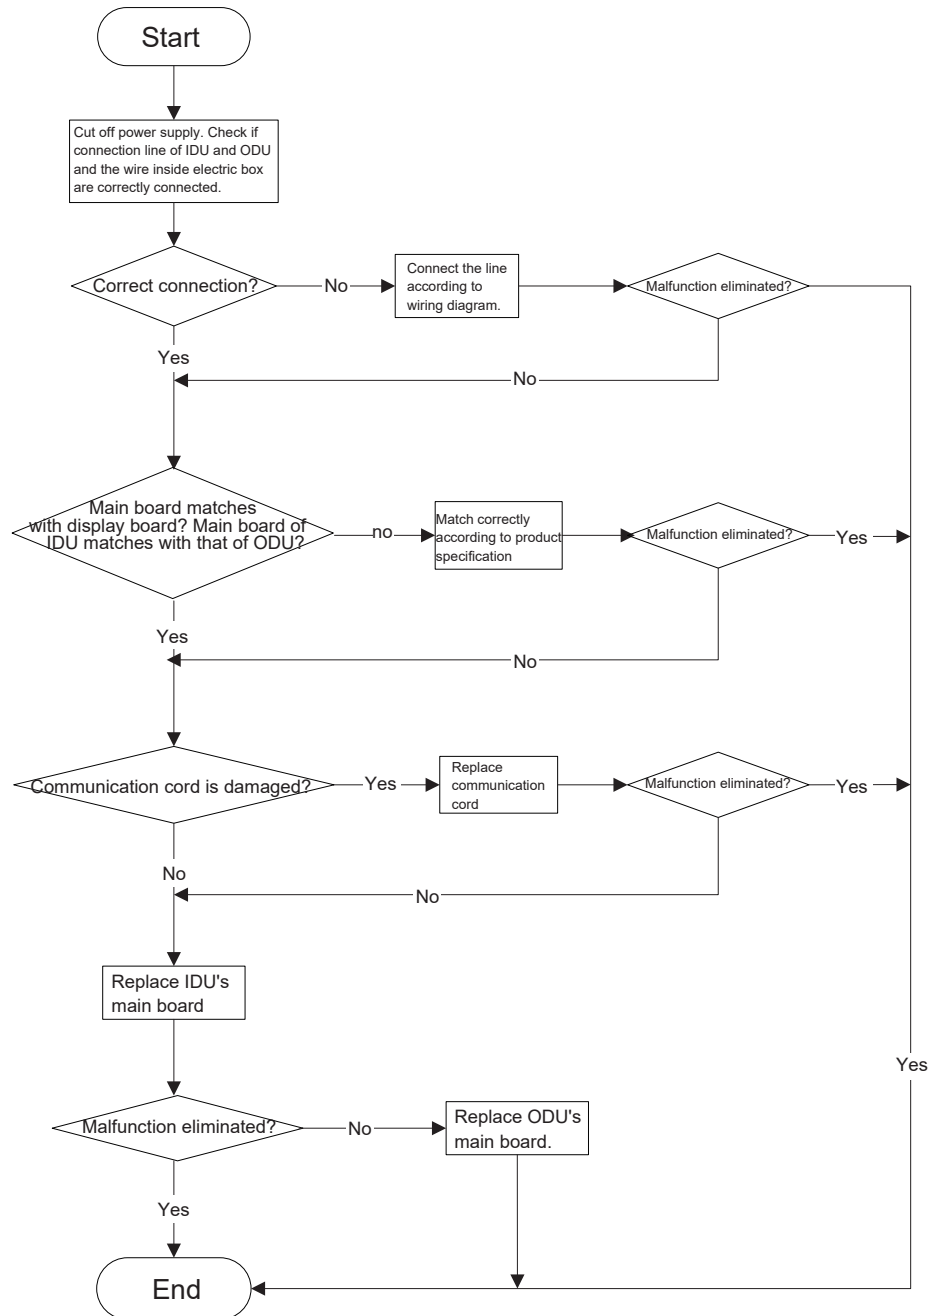 Start
Cut off power supply. Check if
connection line of IDU and ODU
and the wire inside electric box
are correctly connected.
Correct connection?
No
Connect the line
according to
wiring diagram.
Malfunction eliminated?
Yes
No
Main board matches
with display board? Main board of
IDU matches with that of ODU?
no
Match correctly
according to product
specification
Malfunction eliminated?
Yes
Yes
No
Communication cord is damaged?
Yes
Replace
communication
cord
Malfunction eliminated?
Yes
No
No
Replace IDU's
main board
Yes
Malfunction eliminated?
No
Replace ODU's
main board.
Yes
End